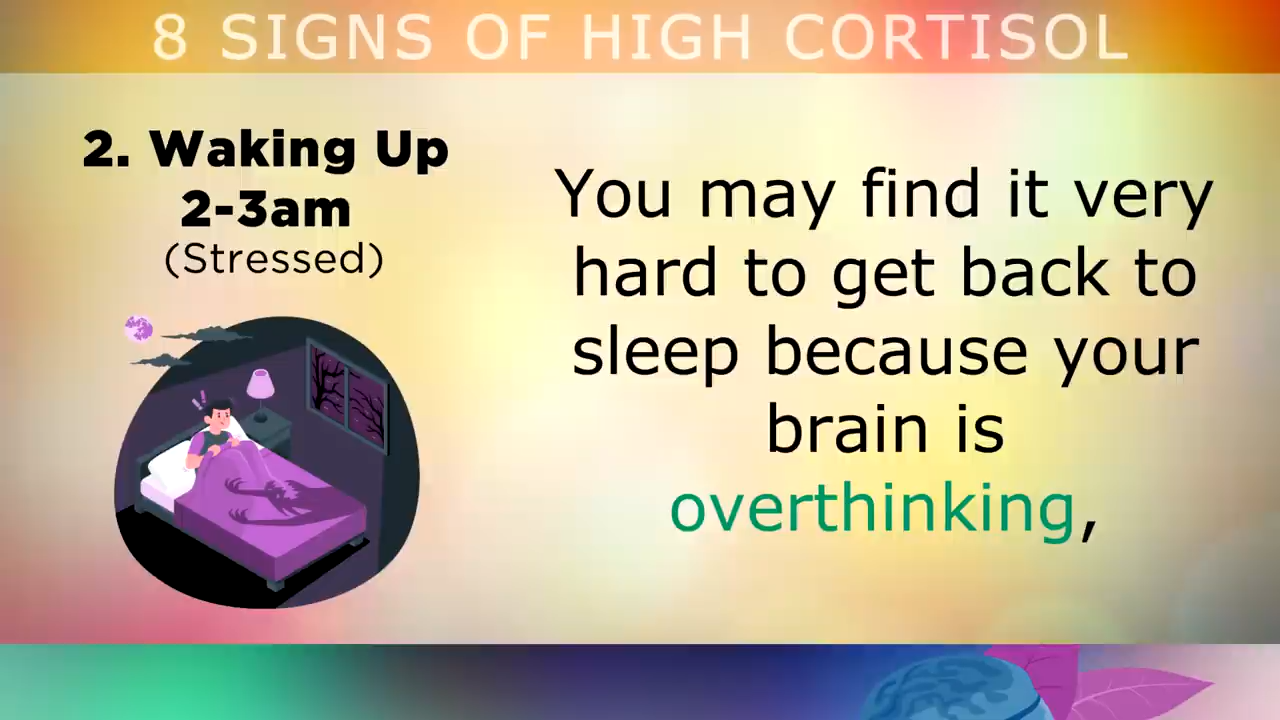 8 SIGNS OF HIGH CORTISOL
2. Waking Up
2-3am
(Stressed)
You may find it very
hard to get back to
sleep because your
brain is
overthinking,